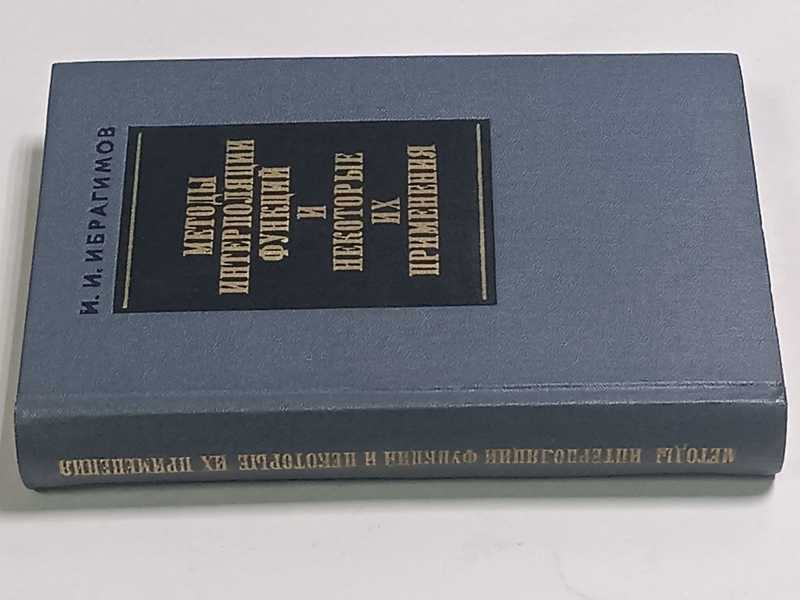 И. И. ИБРАГИМОВ
МЕТОДЫ
ИНТЕРПОЛЯЦИИ
ФУНКЦИЙ
И
НЕКОТОРЫЕ
ИХ
ПРИМЕНЕНИЯ
МЕТОДЫ ИНТЕРПОЛЯЦИИ ФУНКЦИЙ И НЕКОТОРЫЕ ИХ ПРИМЕНЕНИЯ